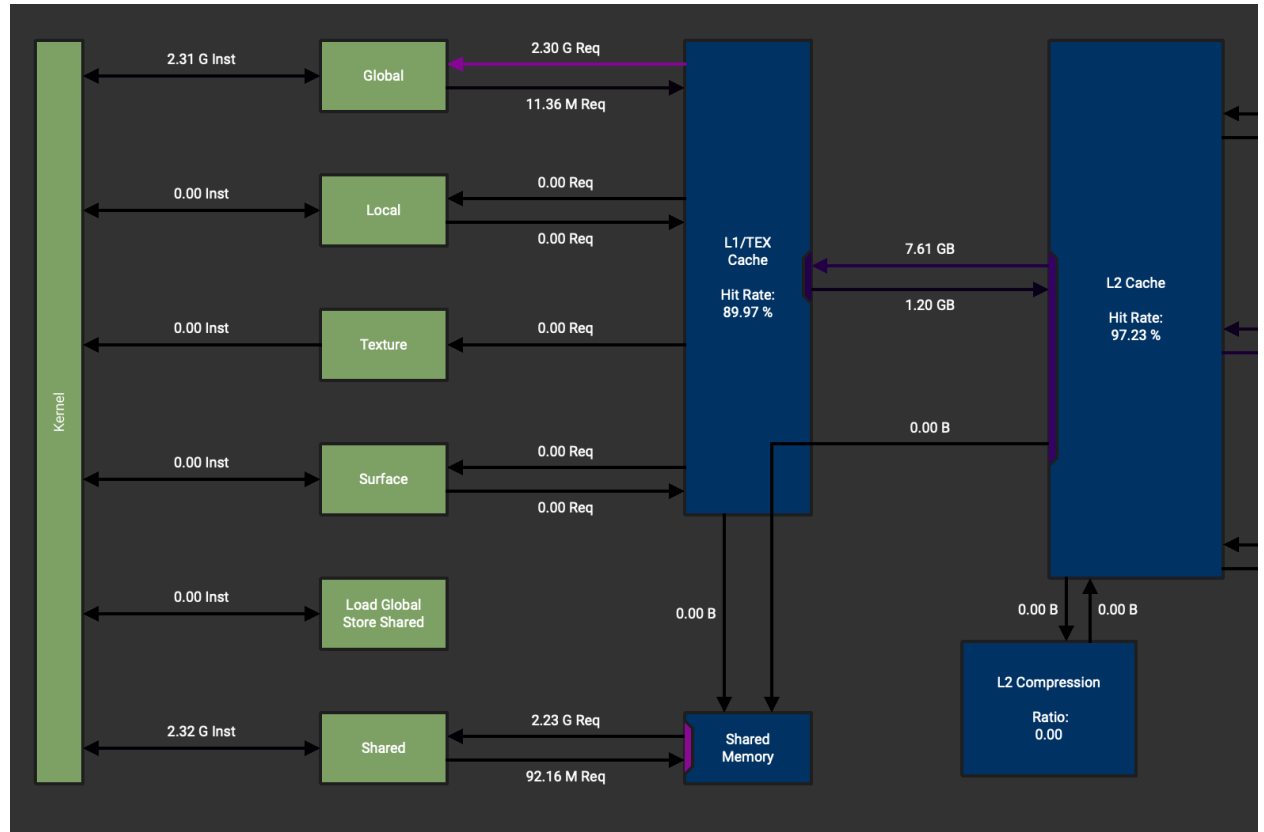 Kernel
2.31 G Inst
Global
2.30 G Req
11.36 M Req
0.00 Inst
Local
0.00 Req
0.00 Req
0.00 Inst
Texture
0.00 Req
0.00 Inst
Surface
0.00 Req
0.00 Req
0.00 Inst
Load Global
Store Shared
2.32 G Inst
Shared
2.23 G Req
92.16 M Req
L1/TEX
Cache
Hit Rate:
89.97 %
0.00 B
Shared
Memory
7.61 GB
1.20 GB
0.00 B
L2 Cache
Hit Rate:
97.23 %
0.00 B
0.00 B
L2 Compression
Ratio:
0.00